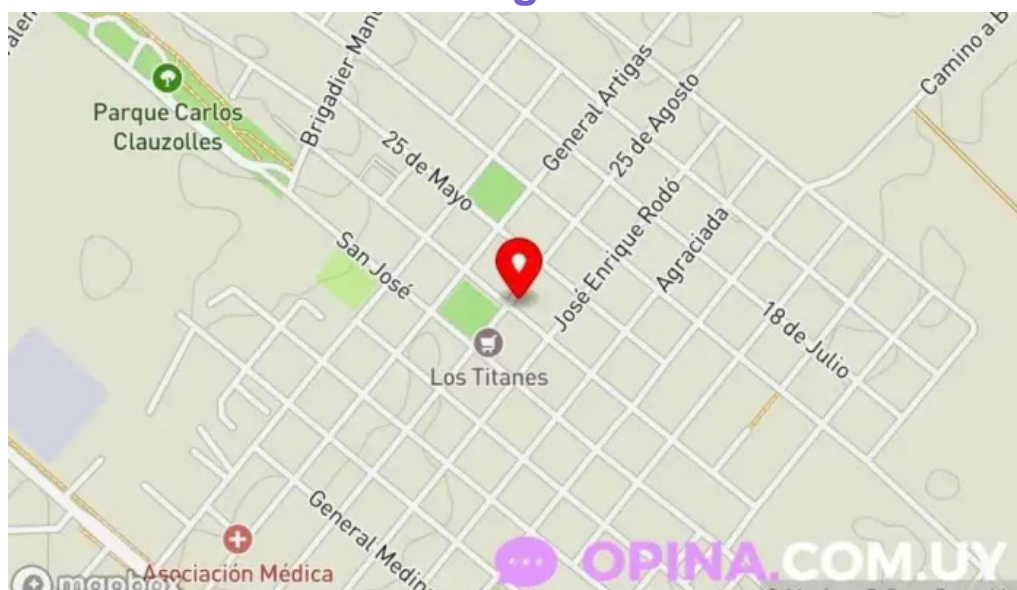 Brigadier Man
General Artigas
Camino a B
Parque Carlos
Clauzolles
25 de Mayo
25 de Agosto
San José
José Enrique Rodó
Agraciada
18 de Julio
Los Titanes
General Medin
Asociación Médica
mapbox
OPINA.COM.UY